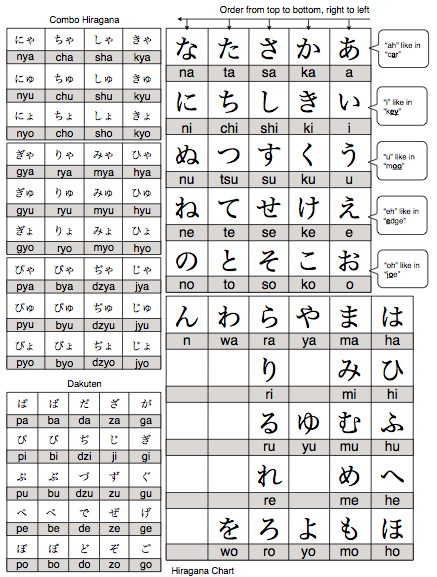 Combo Hiragana
にゃ ちゃ しゃ きゃ
nya cha sha kya
にゅ ちゅ しゅ きゅ
nyu chu shu kyu
にょ ちょ しょ きょ
nyo cho sho kyo
ぎゃ りゃ みゃ ひゃ
gya rya mya hya
ぎゅ りゅ みゅ ひゅ
gyu ryu myu hyu
ぎょ りょ みょ ひょ
gyo ryo myo hyo
ぴゃ びゃ ぢゃ じゃ
pya bya dzya jya
ぴゅ びゅ ぢゅ じゅ
pyu byu dzyu jyu
ぴょ びょ ぢょ じょ
pyo byo dzyo jyo
Dakuten
ぱ ば だ ざ が
pa ba da za ga
ぴ び ぢ じ ぎ
pi bi dzi ji gi
ぷ ぶ づ ず ぐ
pu bu dzu zu gu
ぺ べ で ぜ げ
pe be de ze ge
ぽ ぼ ど ぞ ご
po bo do zo go
Order from top to bottom, right to left
な た さ か あ
na ta sa ka a
"ah" like in
"car"
に ち し き い
ni chi shi ki i
"i" like in
"key"
ぬ つ す く う
nu tsu su ku u
"u" like in
"moo"
ね て せ け え
ne te se ke e
"eh" like in
"edge"
の と そ こ お
no to so ko o
"oh" like in
"joe"
ん わ ら や ま は
n wa ra ya ma ha
り み ひ
ri mi hi
る ゆ む ふ
ru yu mu hu
れ め へ
re me he
を ろ よ も ほ
wo ro yo mo ho
Hiragana Chart